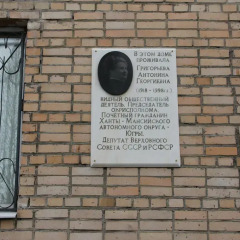 В этом доме
проживала
Григорьева
Антонина
Георгиевна
видный общественный
деятель. Председатель
окрисполкома.
Почетный гражданин
Ханты-Мансийского
автономного округа -
Югры.
Депутат Верховного
Совета СССР и РСФСР